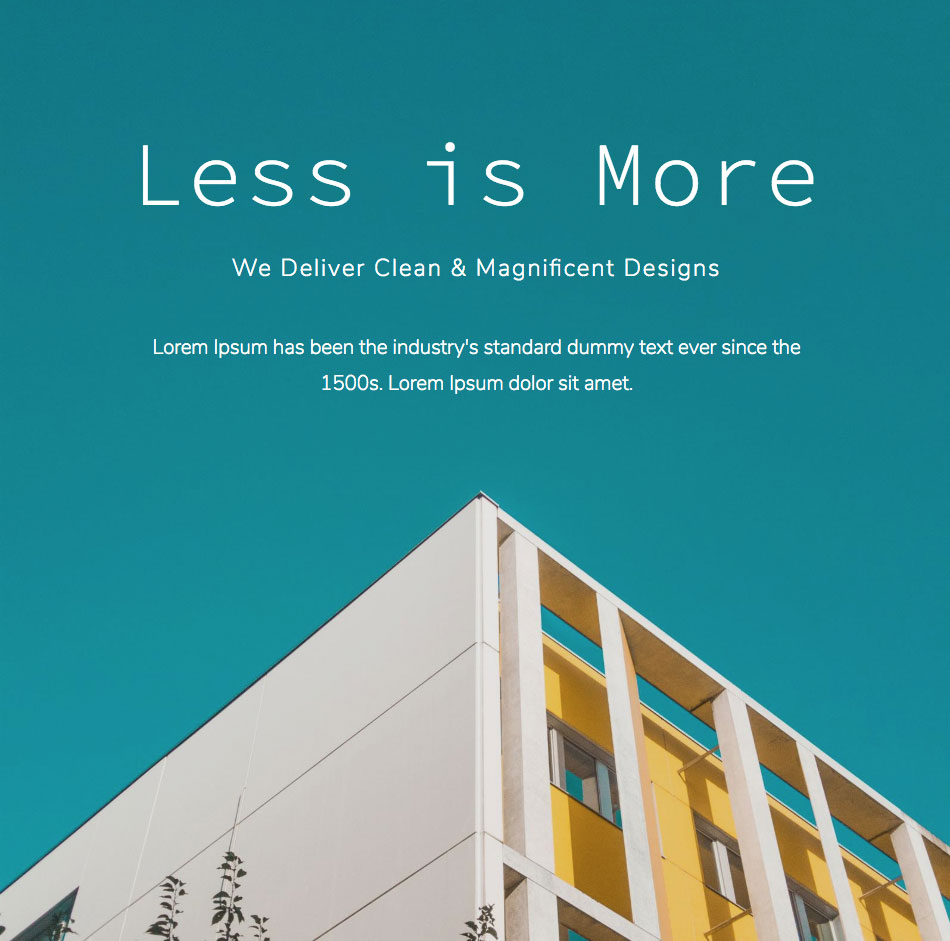 Less is More
We Deliver Clean & Magnificent Designs
Lorem Ipsum has been the industry's standard dummy text ever since the
1500s. Lorem Ipsum dolor sit amet.